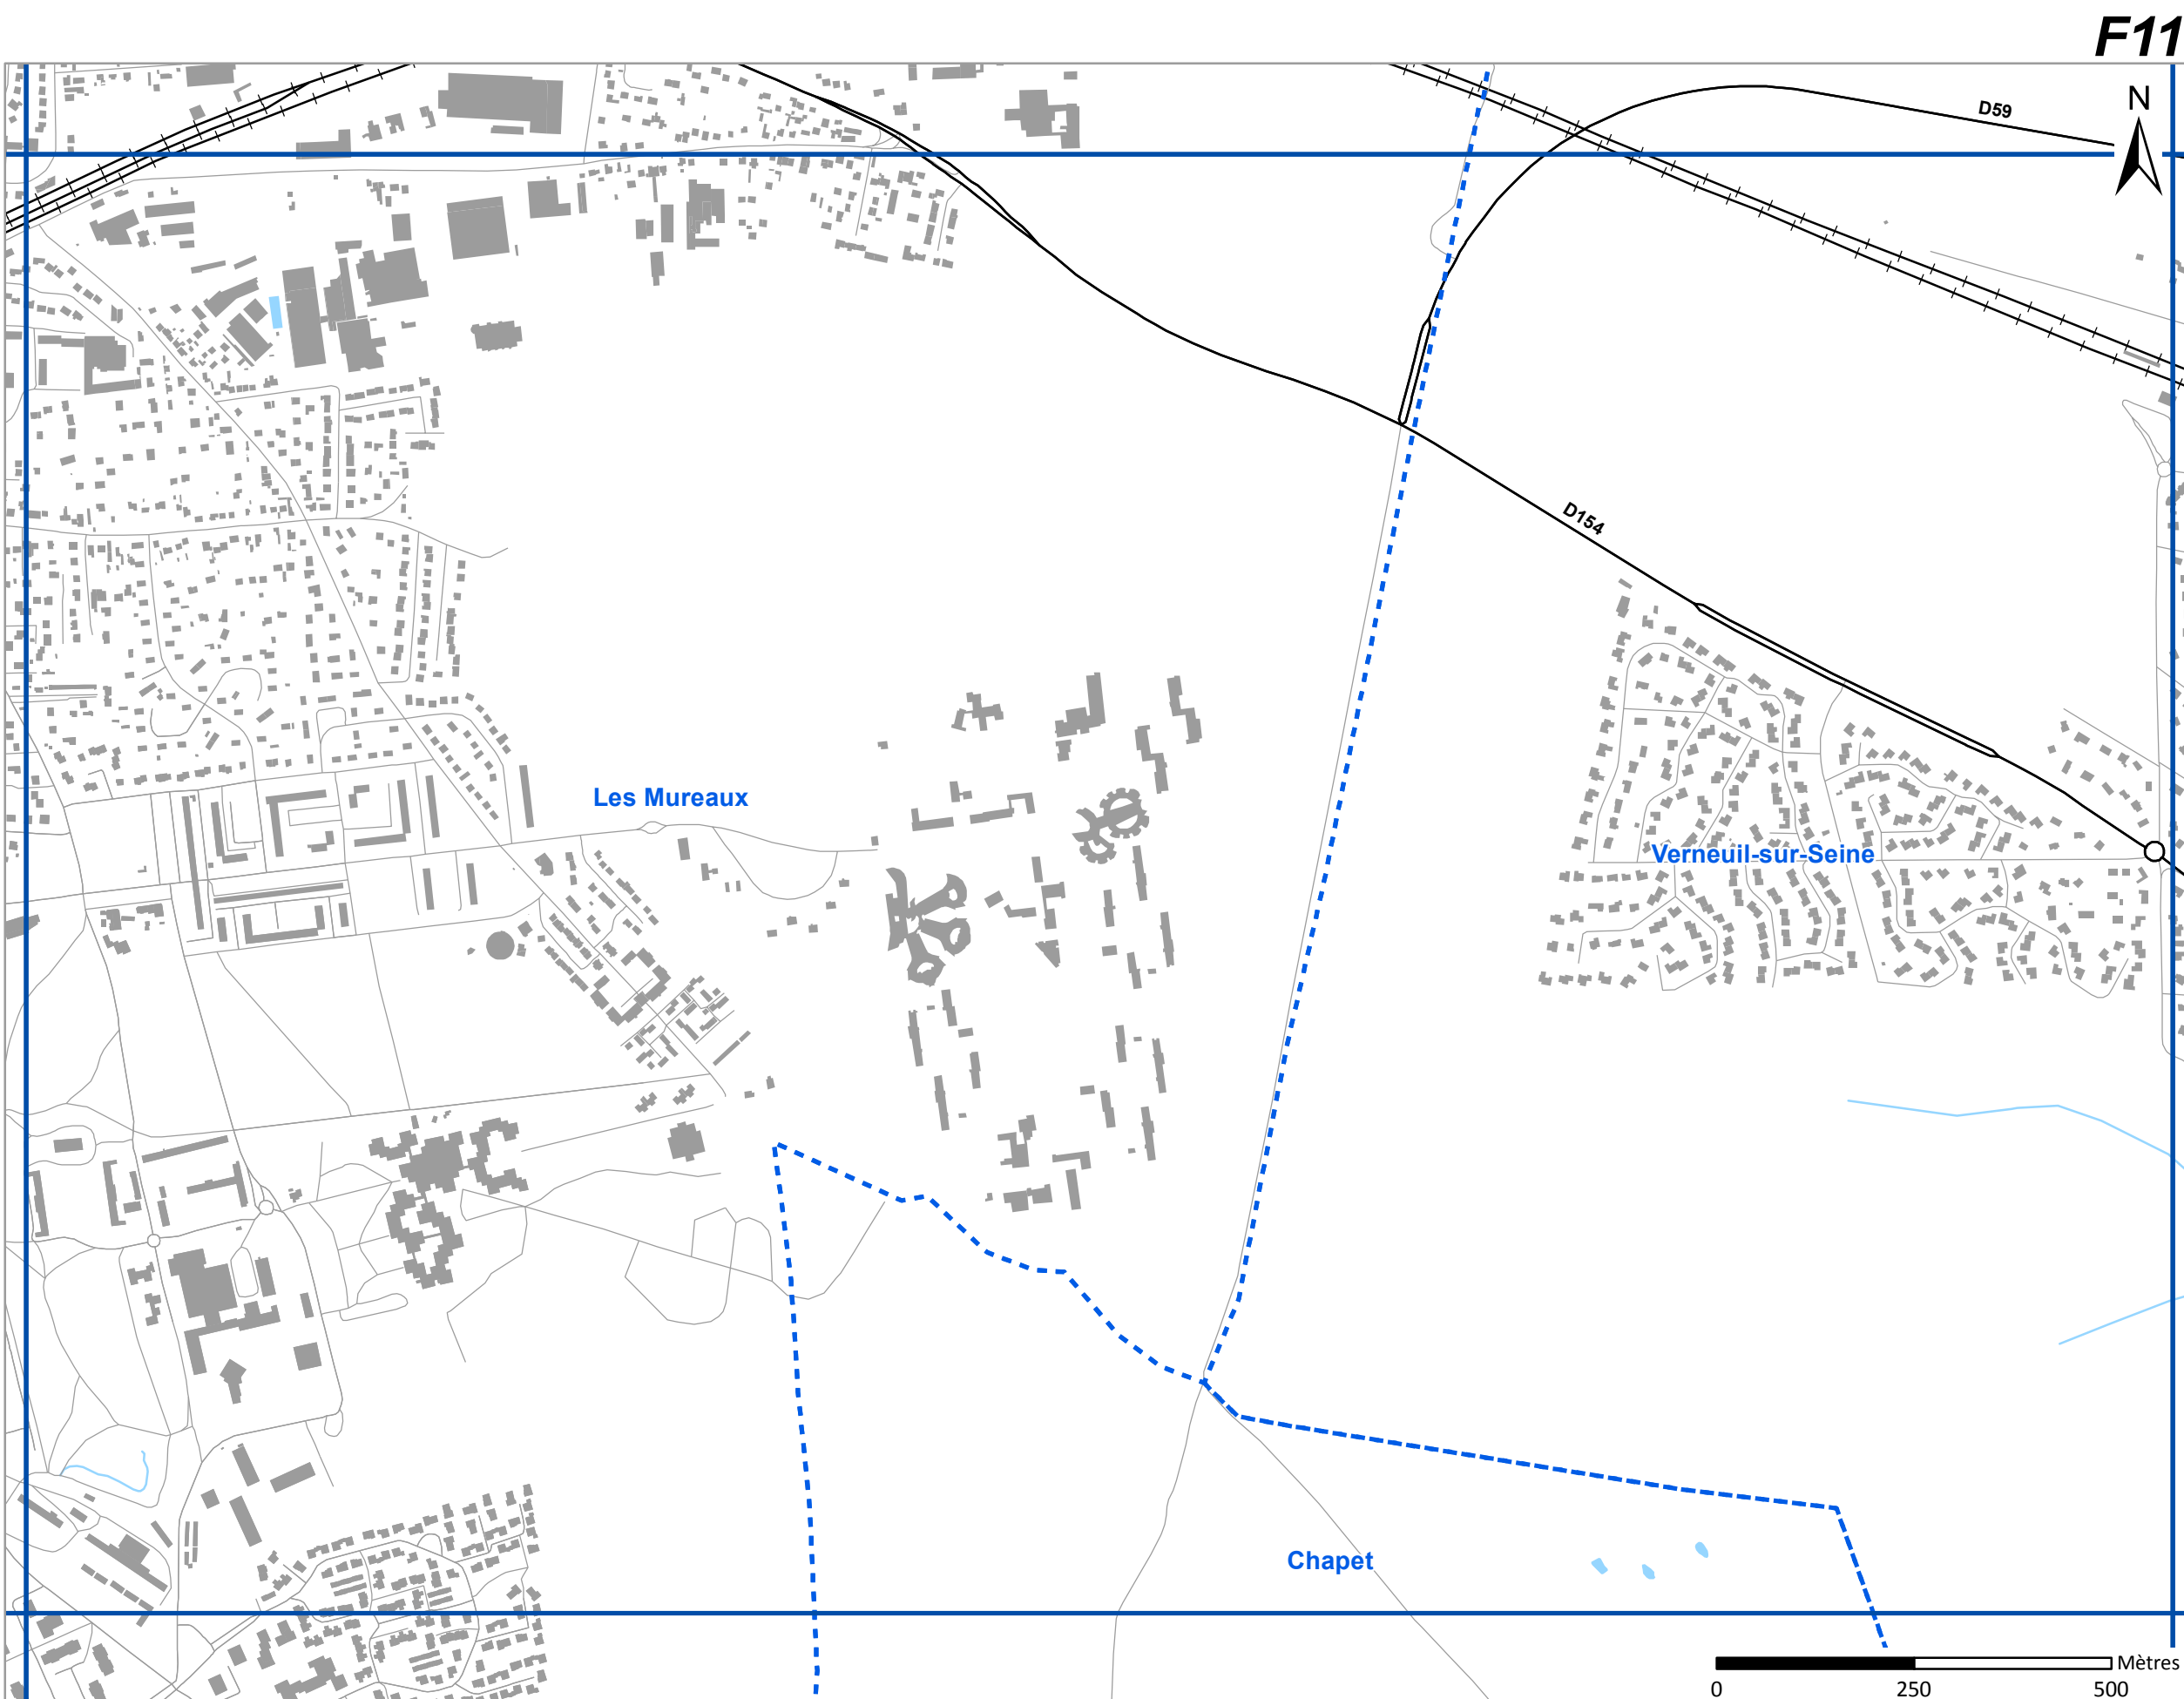 F11
N
D59
D154
Les Mureaux
Verneuil-sur-Seine
Chapet
Mètres
0 250 500